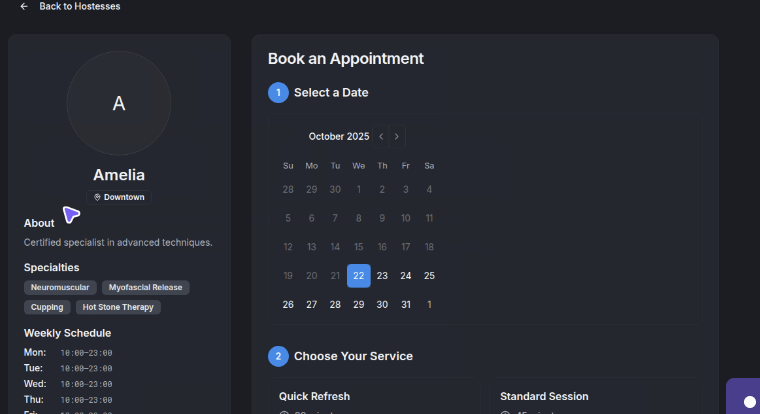 Back to Hostesses
A
Amelia
Downtown
About
Certified specialist in advanced techniques.
Specialties
Neuromuscular Myofascial Release
Cupping Hot Stone Therapy
Weekly Schedule
Mon: 10:00–23:00
Tue: 10:00–23:00
Wed: 10:00–23:00
Thu: 10:00–23:00
Book an Appointment
1 Select a Date
October 2025
Su Mo Tu We Th Fr Sa
28 29 30 1 2 3 4
5 6 7 8 9 10 11
12 13 14 15 16 17 18
19 20 21 22 23 24 25
26 27 28 29 30 31 1
2 Choose Your Service
Quick Refresh Standard Session